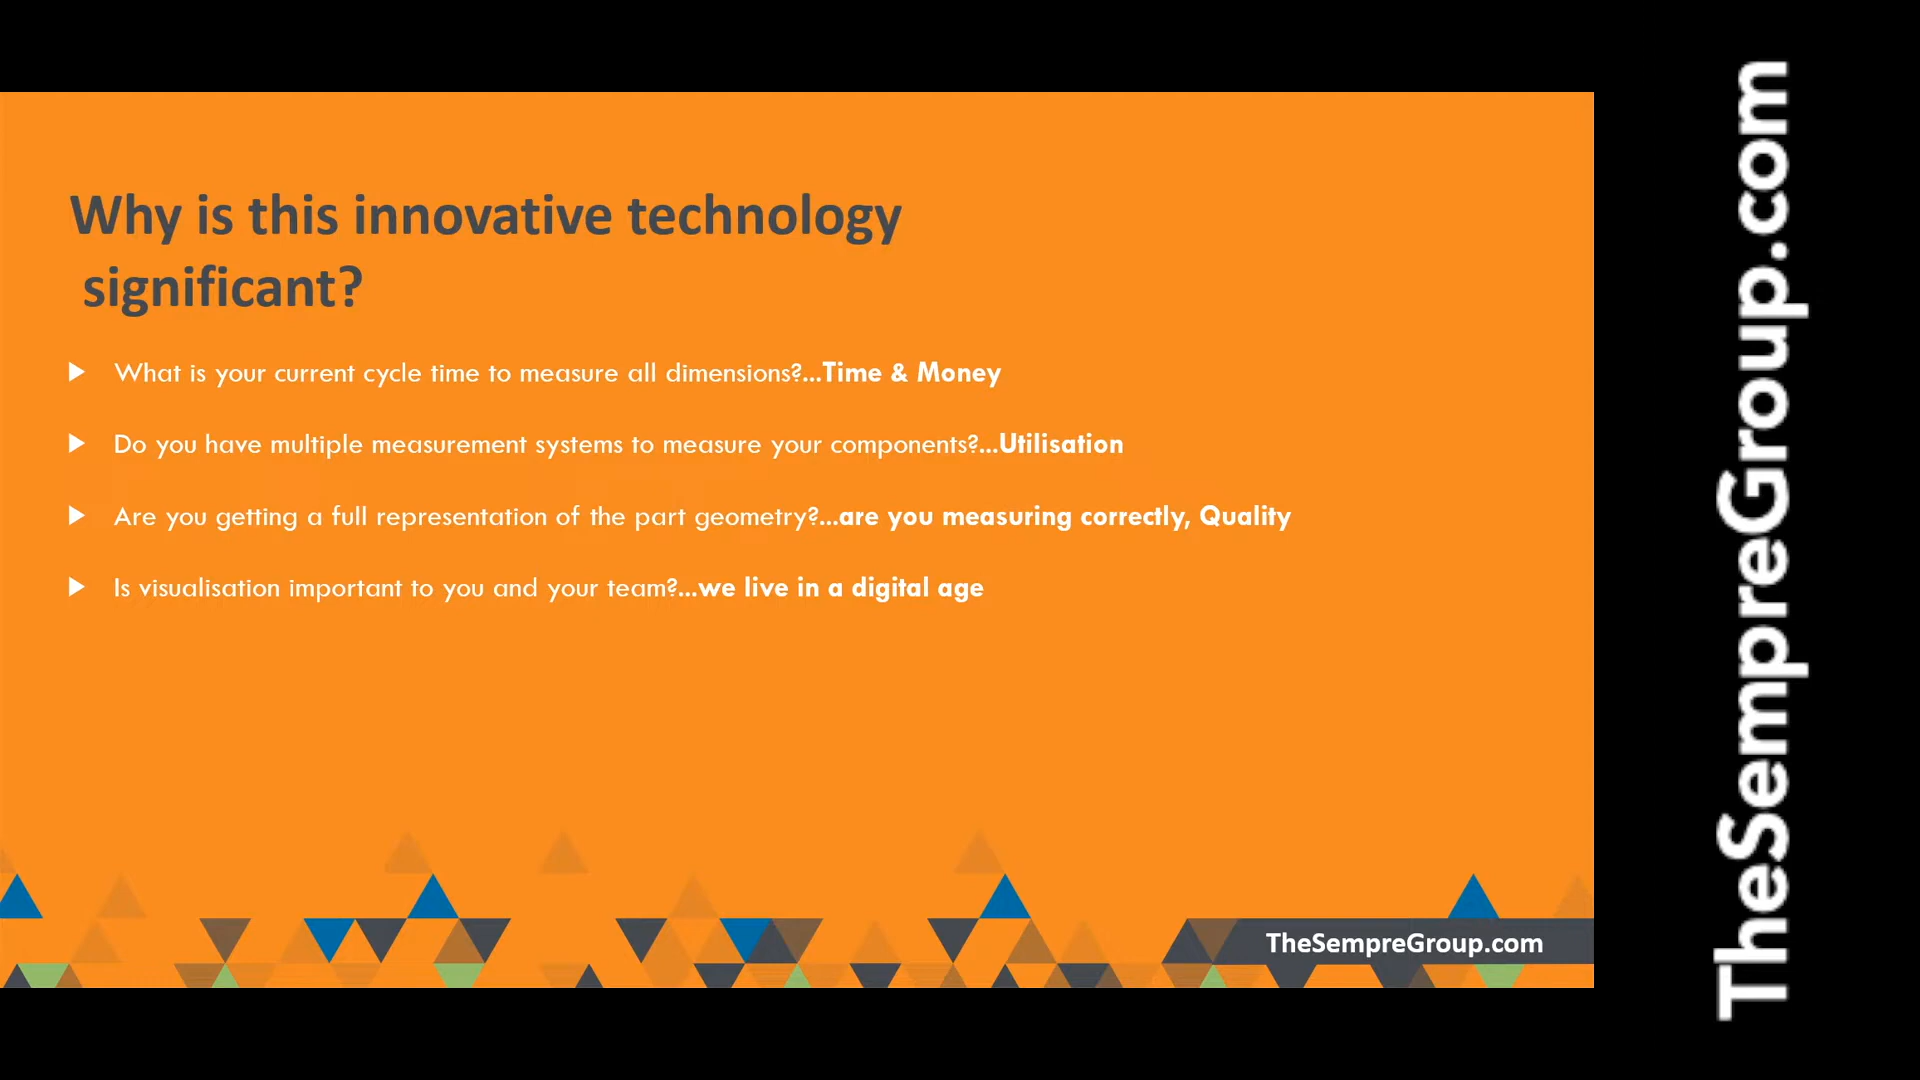 Why is this innovative technology
significant?
What is your current cycle time to measure all dimensions?...Time & Money
Do you have multiple measurement systems to measure your components?...Utilisation
Are you getting a full representation of the part geometry?...are you measuring correctly, Quality
Is visualisation important to you and your team?...we live in a digital age
TheSempreGroup.com
TheSempreGroup.com